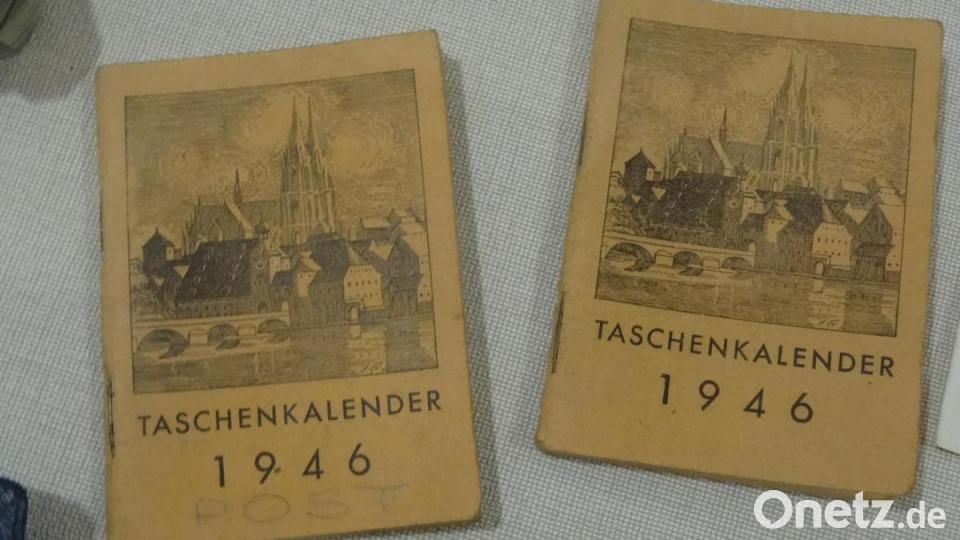 TASCHENKALENDER
1946
POST
TASCHENKALENDER
1946
Onetz.de